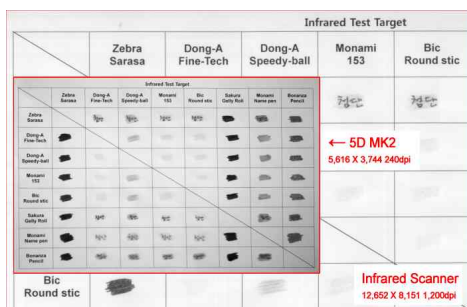 Infrared Test Target
Zebra Sarasa Dong-A Fine-Tech Dong-A Speedy-ball Monami 153 Bic Round stic
첨단 첨단
Infrared Test Target
Zebra Sarasa Dong-A Fine-Tech Dong-A Speedy-ball Monami 153 Bic Round stic Sakura Gelly Roll Monami Name pen Bonanza Pencil
Zebra Sarasa
Dong-A Fine-Tech
Dong-A Speedy-ball
Monami 153
Bic Round stic
Sakura Gelly Roll
Monami Name pen
Bonanza Pencil
← 5D MK2
5,616 X 3,744 240dpi
Bic Round stic
Infrared Scanner
12,652 X 8,151 1,200dpi